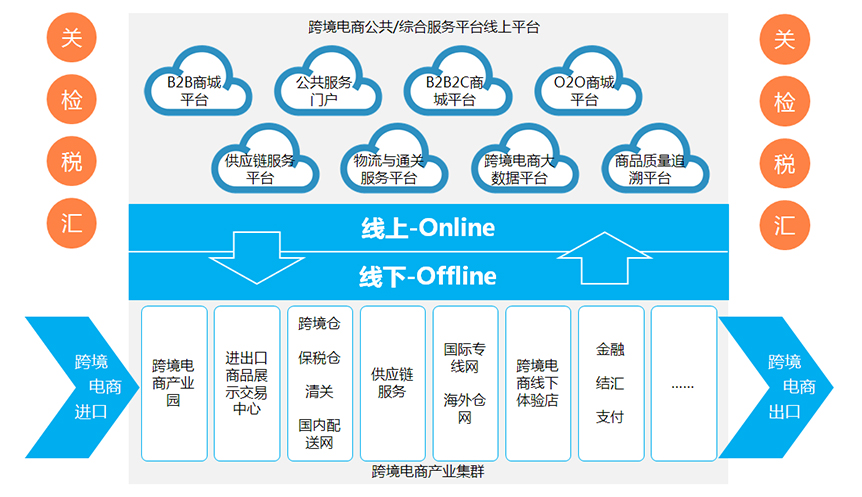 跨境电商公共/综合服务平台线上平台
关
检
税
汇
B2B商城
平台
公共服务
门户
B2B2C商
城平台
O2O商城
平台
供应链服务
平台
物流与通关
服务平台
跨境电商大
数据平台
商品质量追
溯平台
关
检
税
汇
线上-Online
线下-Offline
跨境
电商
进口
跨境电
商产业
园
进出口
商品展
示交易
中心
跨境仓
保税仓
清关
国内配
送网
供应链
服务
国际专
线网
海外仓
网
跨境电
商线下
体验店
金融
结汇
支付
……
跨境
电商
出口
跨境电商产业集群